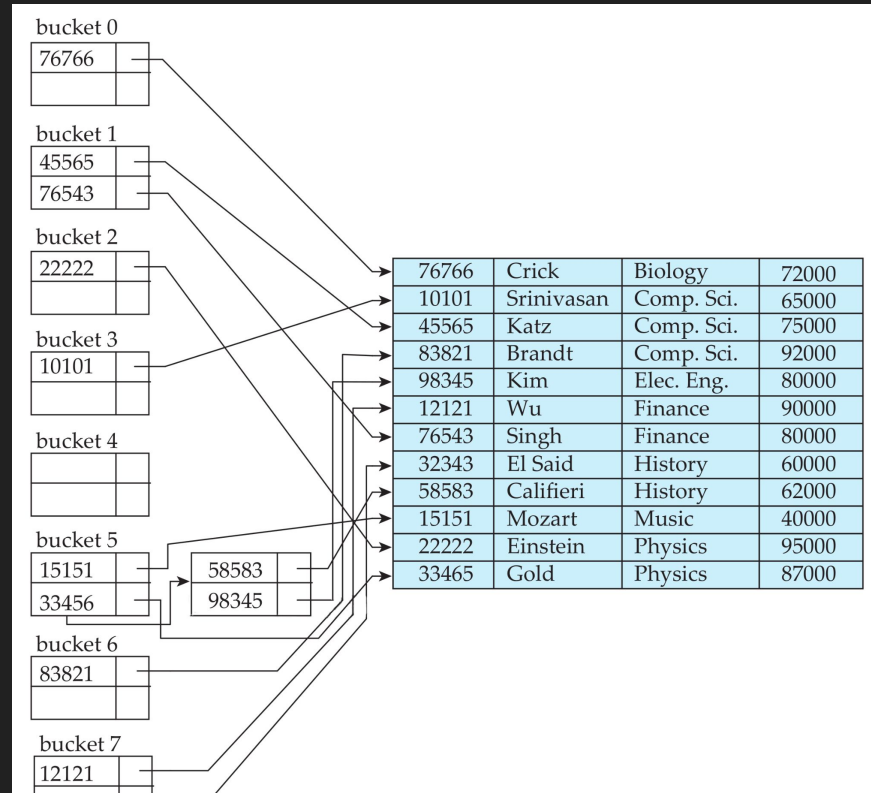 bucket 0
76766
bucket 1
45565
76543
bucket 2
22222
bucket 3
10101
bucket 4
bucket 5
15151
33456
58583
98345
bucket 6
83821
bucket 7
12121
76766 Crick Biology 72000
10101 Srinivasan Comp. Sci. 65000
45565 Katz Comp. Sci. 75000
83821 Brandt Comp. Sci. 92000
98345 Kim Elec. Eng. 80000
12121 Wu Finance 90000
76543 Singh Finance 80000
32343 El Said History 60000
58583 Califieri History 62000
15151 Mozart Music 40000
22222 Einstein Physics 95000
33465 Gold Physics 87000